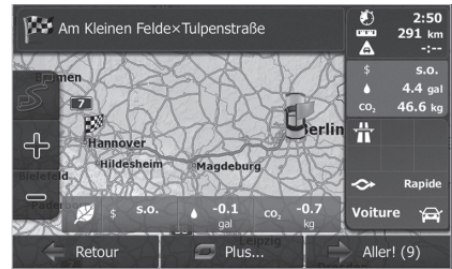 Am Kleinen Felde×Tulpenstraße
2:50
291 km
-:--
$ s.o.
4.4 gal
CO₂ 46.6 kg
7
Hannover
Hildesheim
Magdeburg
Rapide
Voiture
$ s.o.
-0.1 gal
CO₂ -0.7 kg
Retour
Plus...
Aller! (9)